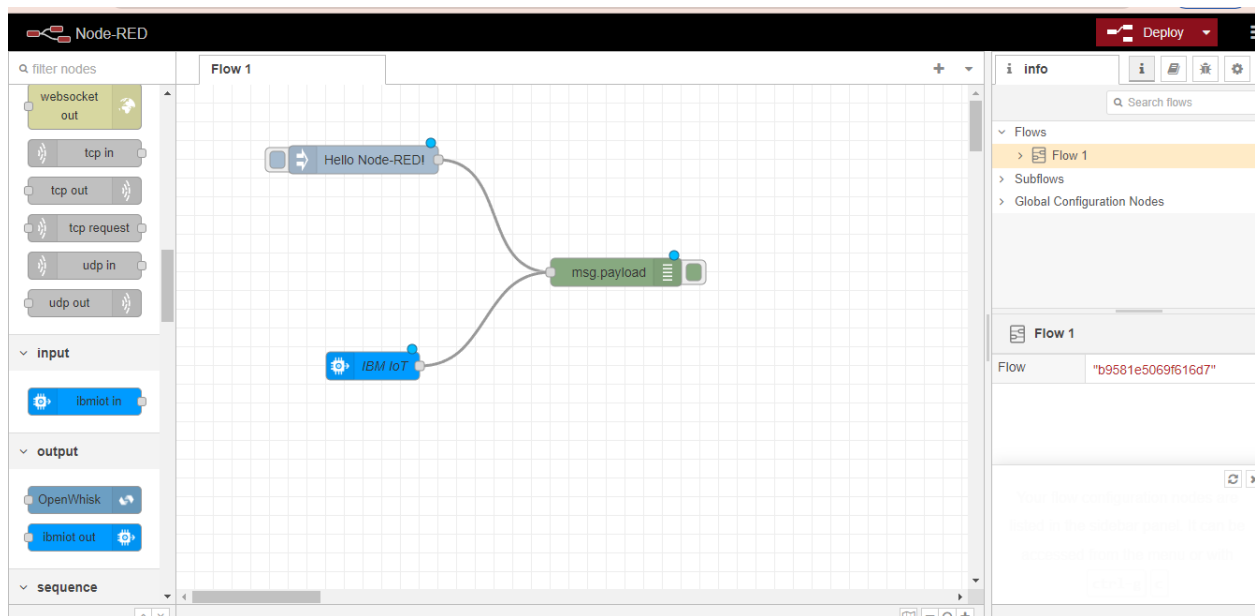 Node-RED
Deploy
filter nodes
websocket
out
tcp in
tcp out
tcp request
udp in
udp out
input
ibmiot in
output
OpenWhisk
ibmiot out
sequence
Flow 1
Hello Node-RED!
msg.payload
IBM IoT
i info
i
Search flows
Flows
Flow 1
Subflows
Global Configuration Nodes
Flow 1
Flow "b9581e5069f616d7"